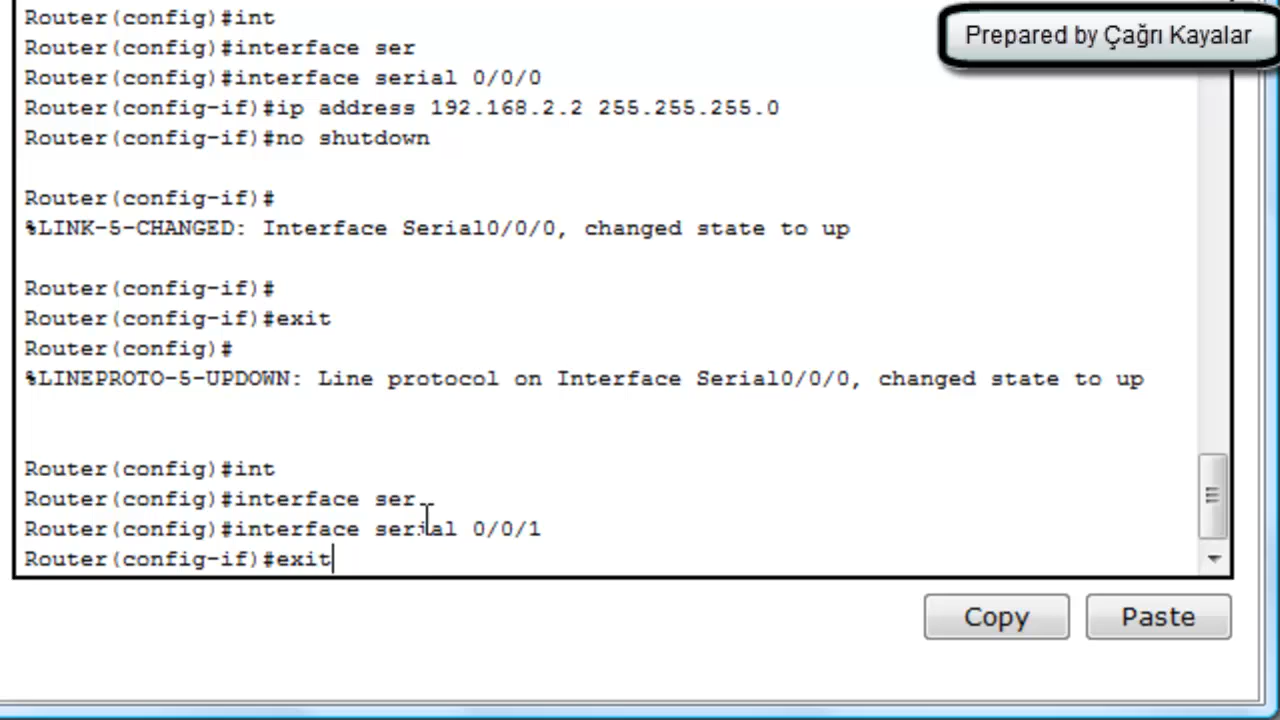 Router(config)#int
Prepared by Çağrı Kayalar
Router(config)#interface ser
Router(config)#interface serial 0/0/0
Router(config-if)#ip address 192.168.2.2 255.255.255.0
Router(config-if)#no shutdown
Router(config-if)#
%LINK-5-CHANGED: Interface Serial0/0/0, changed state to up
Router(config-if)#
Router(config-if)#exit
Router(config)#
%LINEPROTO-5-UPDOWN: Line protocol on Interface Serial0/0/0, changed state to up
Router(config)#int
Router(config)#interface ser
Router(config)#interface serial 0/0/1
Router(config-if)#exit
Copy Paste